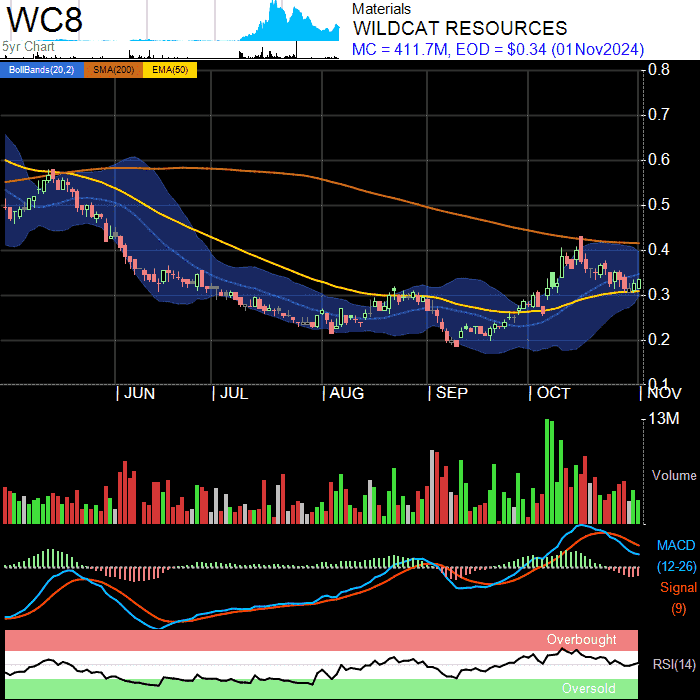 WC8
5yr Chart
Materials
WILDCAT RESOURCES
MC = 411.7M, EOD = $0.34 (01Nov2024)
BollBands(20,2) SMA(200) EMA(50)
0.8
0.7
0.6
0.5
0.4
0.3
0.2
0.1
JUN JUL AUG SEP OCT NOV
13M
Volume
MACD
(12-26)
Signal
(9)
Overbought
RSI(14)
Oversold